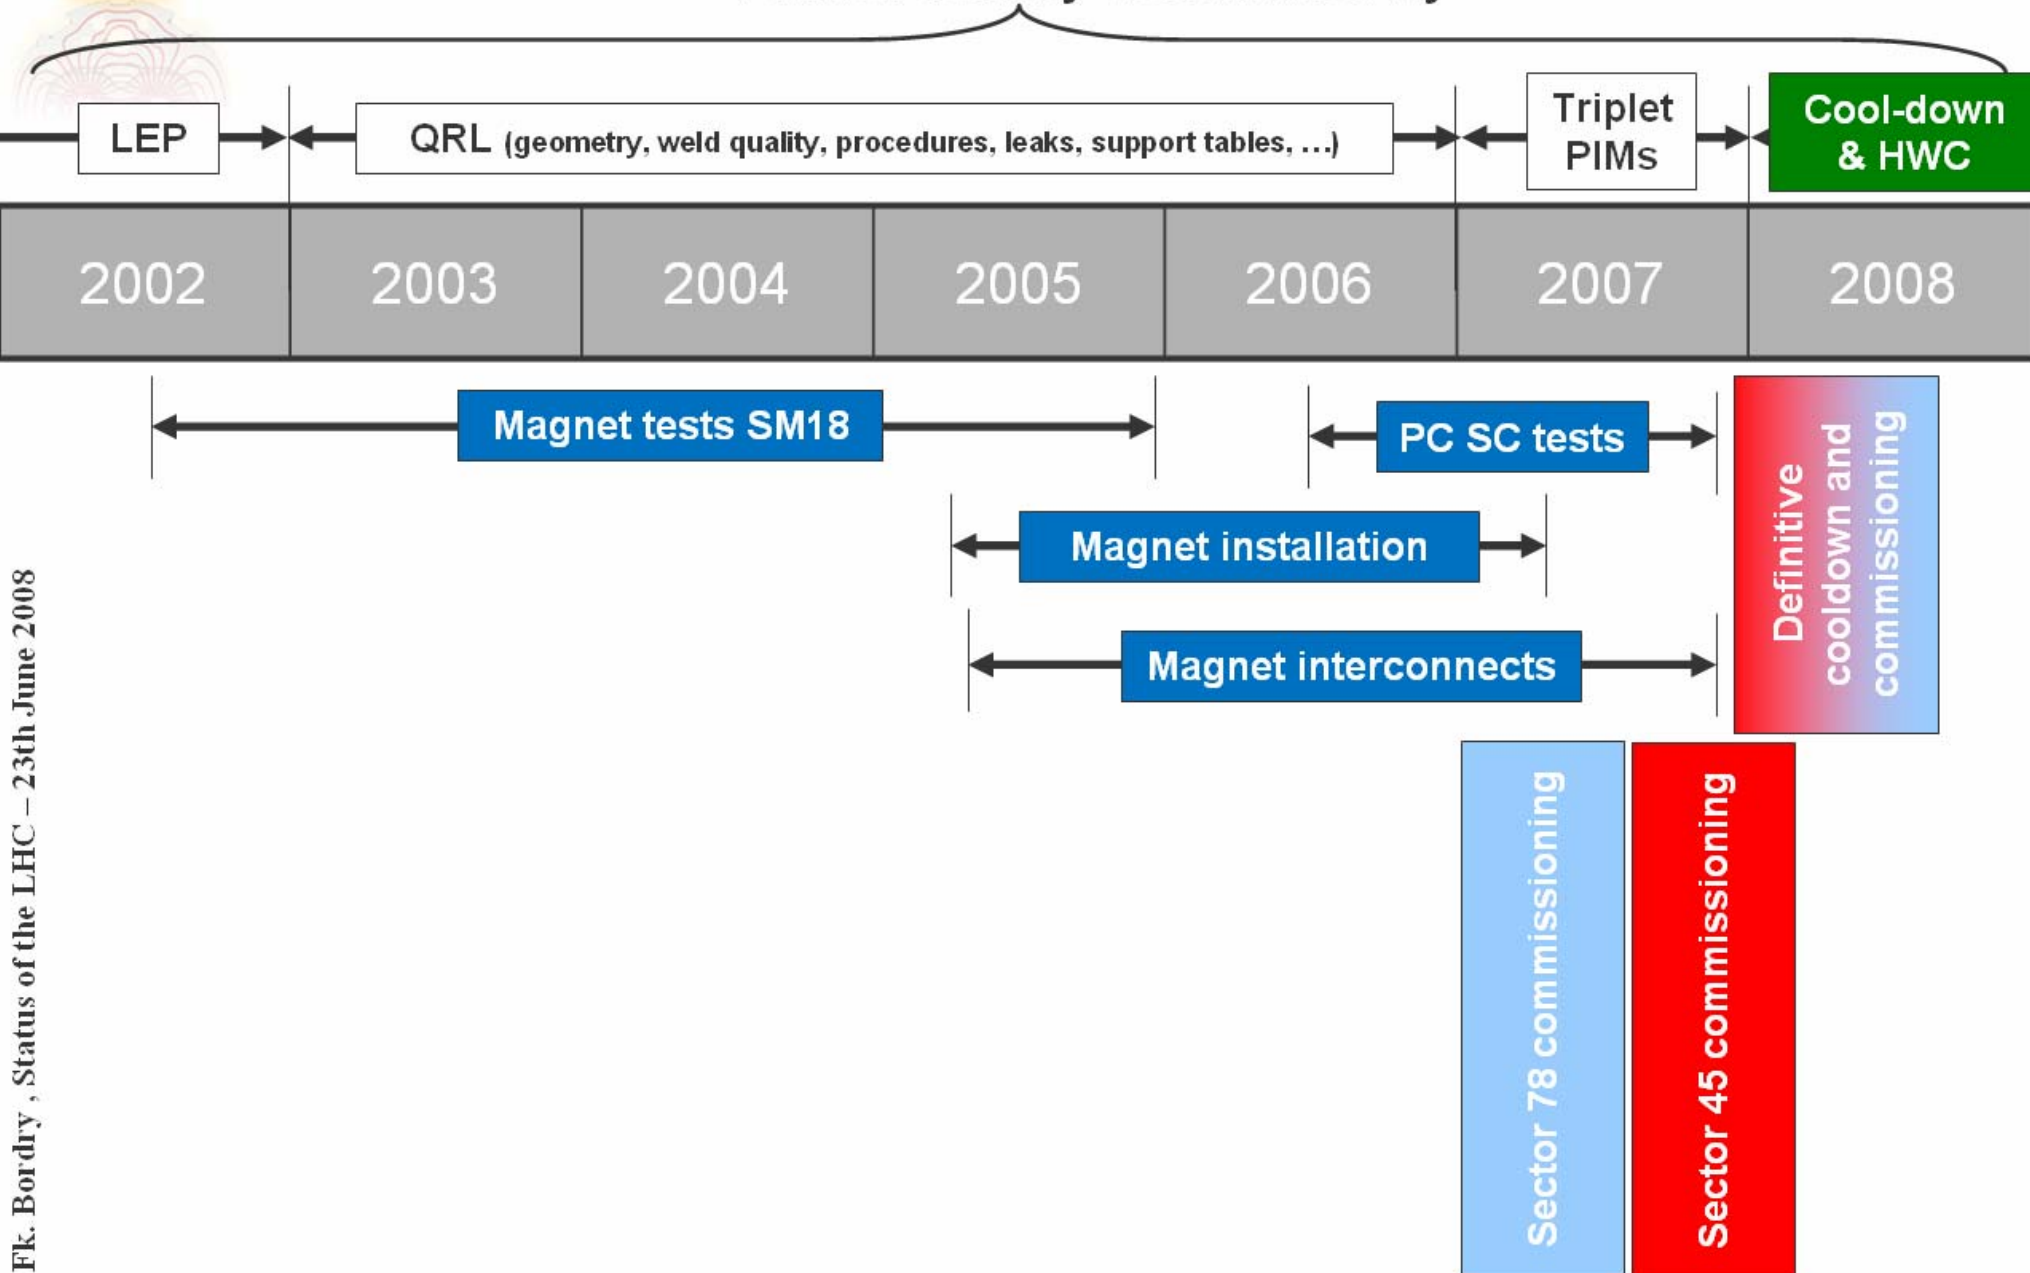 LEP
QRL (geometry, weld quality, procedures, leaks, support tables, ...)
Triplet
PIMs
Cool-down
& HWC
2002 2003 2004 2005 2006 2007 2008
Magnet tests SM18
PC SC tests
Magnet installation
Magnet interconnects
Definitive
cooldown and
commissioning
Sector 78 commissioning
Sector 45 commissioning
Fk. Bordry , Status of the LHC – 23th June 2008